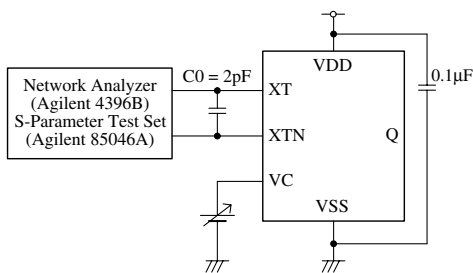 Network Analyzer
(Agilent 4396B)
S-Parameter Test Set
(Agilent 85046A)
C0 = 2pF
VDD
XT
XTN
VC
VSS
Q
0.1μF